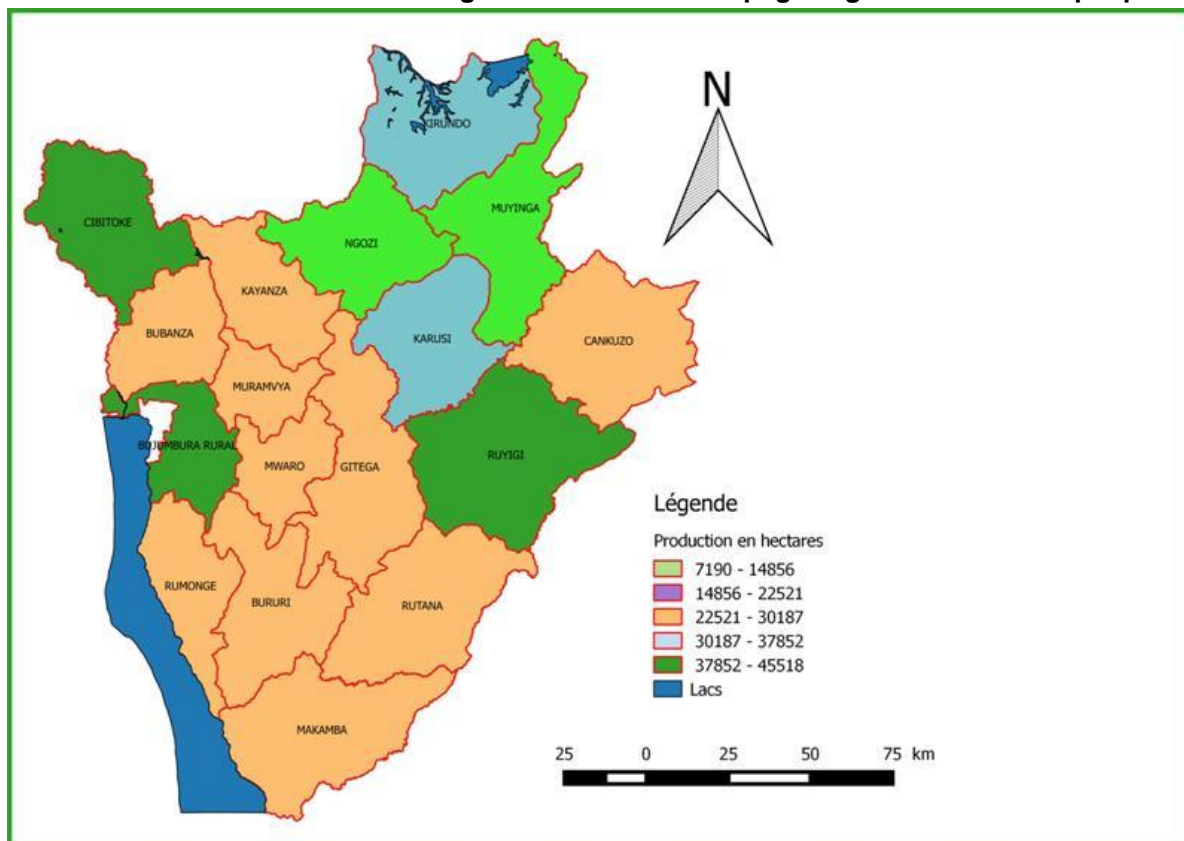 N
KIRUNDO
CIBITOKE
MUYINGA
NGOZI
KAYANZA
BUBANZA
KARUSI
CANKUZO
MURAMVYA
BUJUMBURA RURAL
MWARO
GITEGA
RUYIGI
RUMONGE
BURURI
RUTANA
MAKAMBA
Légende
Production en hectares
7190 - 14856
14856 - 22521
22521 - 30187
30187 - 37852
37852 - 45518
Lacs
25 0 25 50 75 km